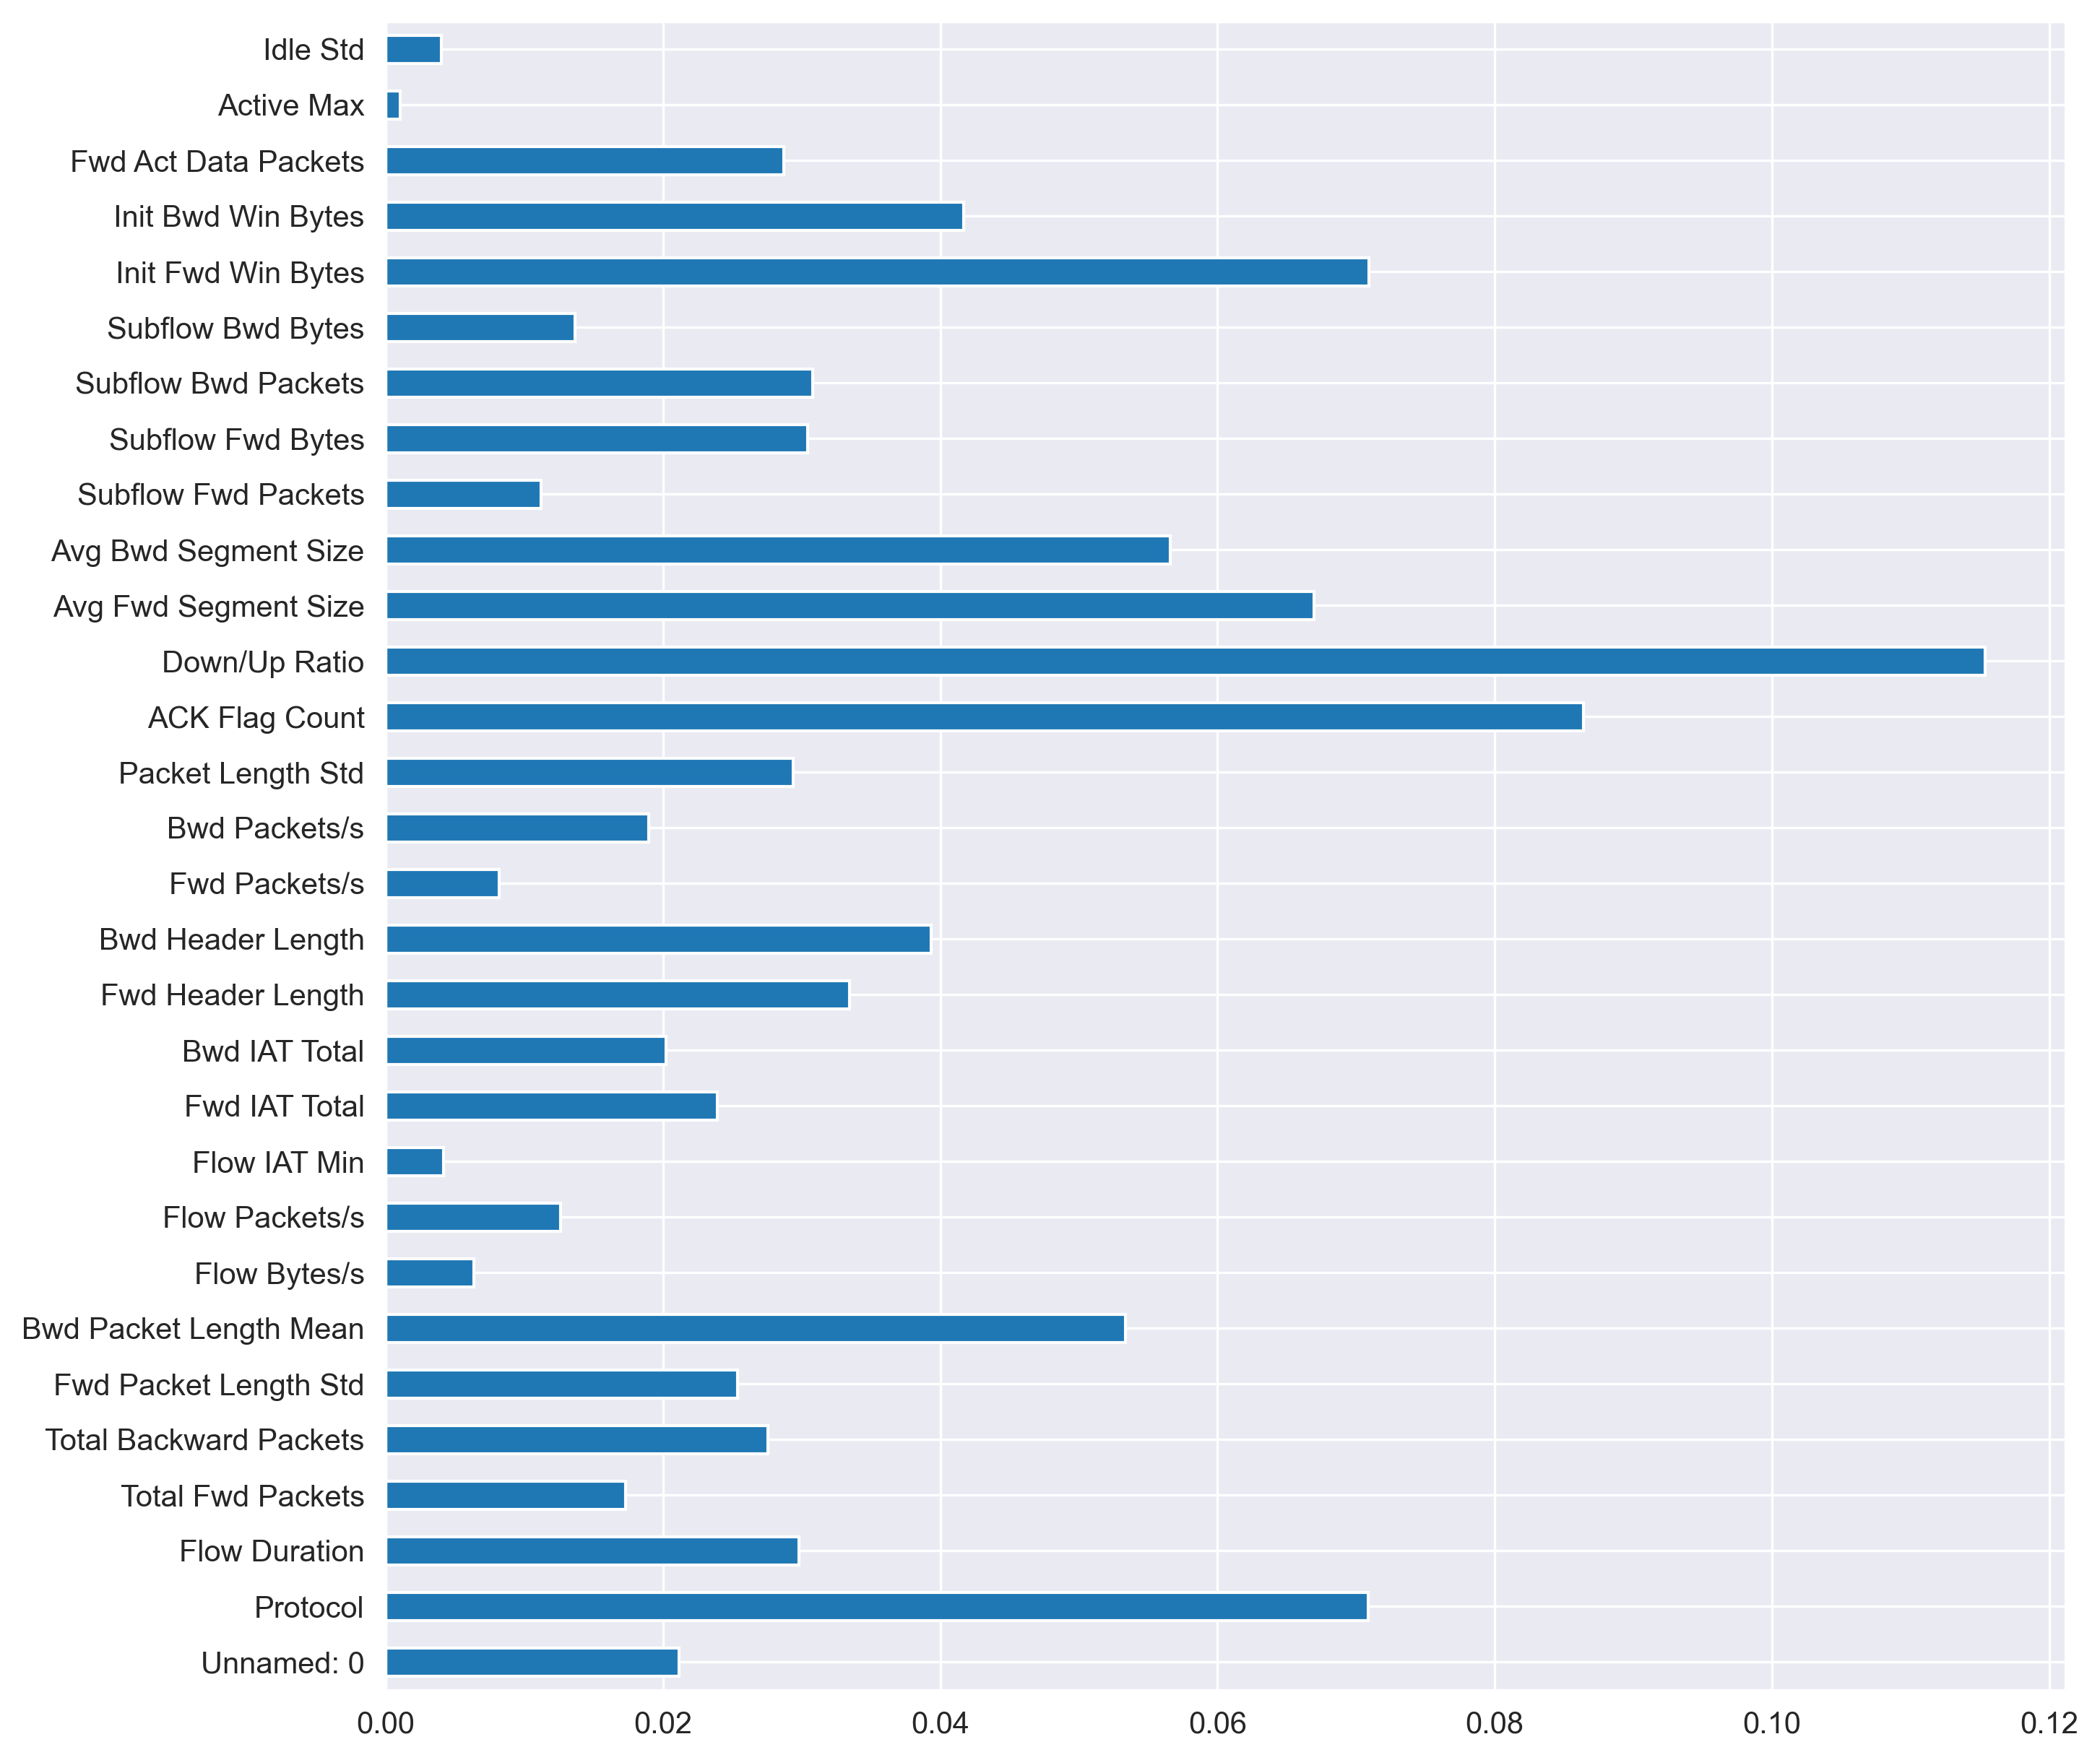 Idle Std
Active Max
Fwd Act Data Packets
Init Bwd Win Bytes
Init Fwd Win Bytes
Subflow Bwd Bytes
Subflow Bwd Packets
Subflow Fwd Bytes
Subflow Fwd Packets
Avg Bwd Segment Size
Avg Fwd Segment Size
Down/Up Ratio
ACK Flag Count
Packet Length Std
Bwd Packets/s
Fwd Packets/s
Bwd Header Length
Fwd Header Length
Bwd IAT Total
Fwd IAT Total
Flow IAT Min
Flow Packets/s
Flow Bytes/s
Bwd Packet Length Mean
Fwd Packet Length Std
Total Backward Packets
Total Fwd Packets
Flow Duration
Protocol
Unnamed: 0
0.00 0.02 0.04 0.06 0.08 0.10 0.12